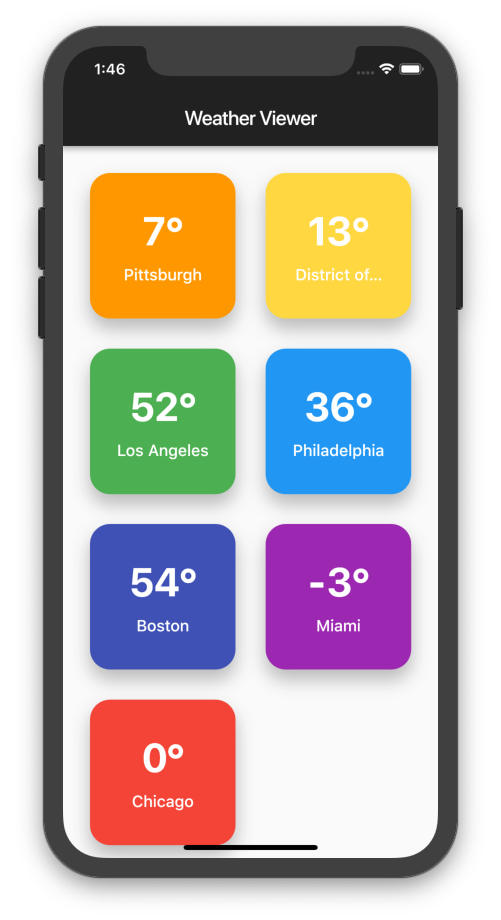 1:46
Weather Viewer
7°
Pittsburgh
13°
District of...
52°
Los Angeles
36°
Philadelphia
54°
Boston
-3°
Miami
0°
Chicago